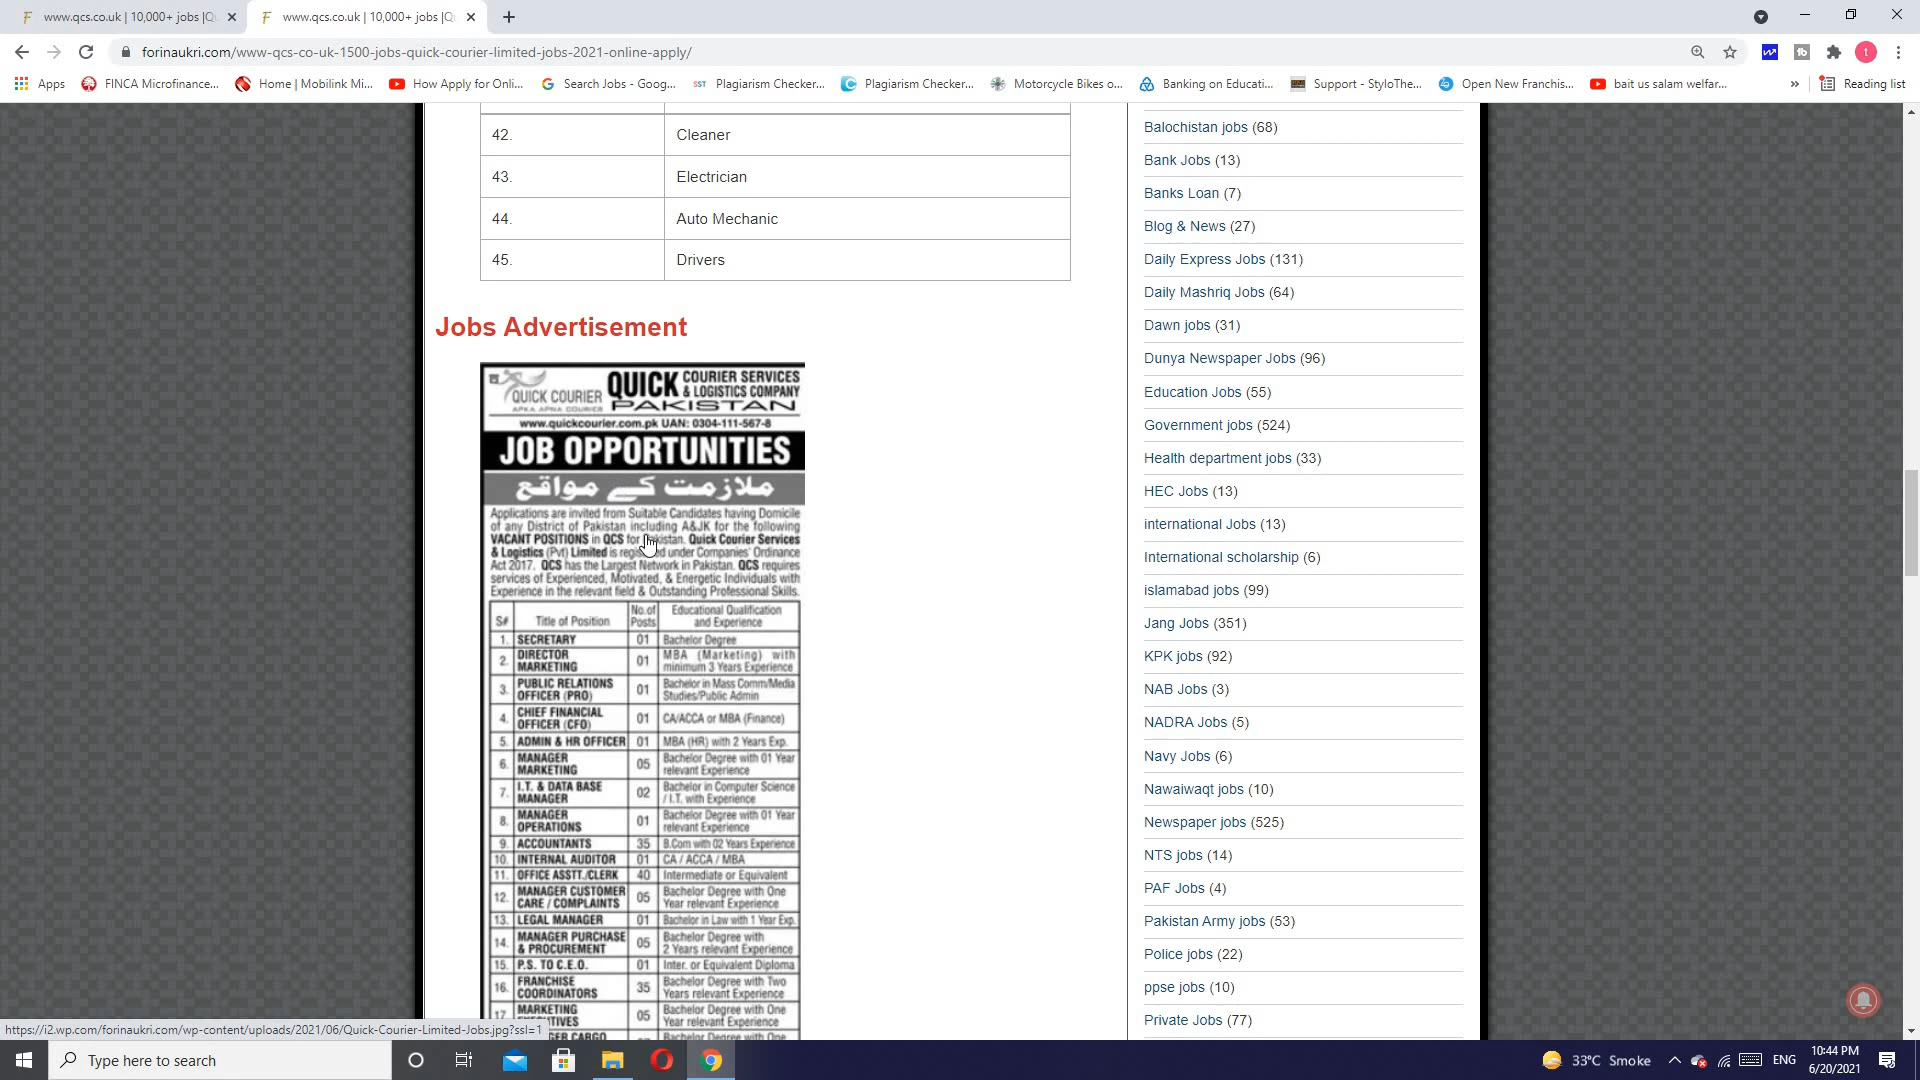 www.qcs.co.uk | 10,000+ jobs |Q
www.qcs.co.uk | 10,000+ jobs |Q
forinaukri.com/www-qcs-co-uk-1500-jobs-quick-courier-limited-jobs-2021-online-apply/
Apps
FINCA Microfinance...
Home | Mobilink Mi...
How Apply for Onli...
Search Jobs - Goog...
Plagiarism Checker...
Plagiarism Checker...
Motorcycle Bikes o...
Banking on Educati...
Support - StyloThe...
Open New Franchis...
bait us salam welfar...
»
Reading list
42. Cleaner
43. Electrician
44. Auto Mechanic
45. Drivers
Jobs Advertisement
QUICK COURIER
APKA APNA COURIER
QUICK COURIER SERVICES
& LOGISTICS COMPANY
PAKISTAN
www.quickcourier.com.pk UAN: 0304-111-567-8
JOB OPPORTUNITIES
ملازمت کے مواقع
Applications are invited from Suitable Candidates having Domicile
of any District of Pakistan including A&JK for the following
VACANT POSITIONS in QCS for Pakistan. Quick Courier Services
& Logistics (Pvt) Limited is registered under Companies' Ordinance
Act 2017. QCS has the Largest Network in Pakistan. QCS requires
services of Experienced, Motivated, & Energetic Individuals with
Experience in the relevant field & Outstanding Professional Skills.
S# Title of Position No. of Posts Educational Qualification and Experience
1. SECRETARY 01 Bachelor Degree
2. DIRECTOR MARKETING 01 MBA (Marketing) with minimum 3 Years Experience
3. PUBLIC RELATIONS OFFICER (PRO) 01 Bachelor in Mass Comm/Media Studies/Public Admin
4. CHIEF FINANCIAL OFFICER (CFO) 01 CA/ACCA or MBA (Finance)
5. ADMIN & HR OFFICER 01 MBA (HR) with 2 Years Exp.
6. MANAGER MARKETING 05 Bachelor Degree with 01 Year relevant Experience
7. I.T. & DATA BASE MANAGER 02 Bachelor in Computer Science / I.T. with Experience
8. MANAGER OPERATIONS 01 Bachelor Degree with 01 Year relevant Experience
9. ACCOUNTANTS 35 B.Com with 02 Years Experience
10. INTERNAL AUDITOR 01 CA / ACCA / MBA
11. OFFICE ASSTT./CLERK 40 Intermediate or Equivalent
12. MANAGER CUSTOMER CARE / COMPLAINTS 05 Bachelor Degree with One Year relevant Experience
13. LEGAL MANAGER 01 Bachelor in Law with 1 Year Exp.
14. MANAGER PURCHASE & PROCUREMENT 05 Bachelor Degree with 2 Years relevant Experience
15. P.S. TO C.E.O. 01 Inter. or Equivalent Diploma
16. FRANCHISE COORDINATORS 35 Bachelor Degree with Two Years relevant Experience
17. MARKETING 05 Bachelor Degree with One Year relevant Experience
CARGO Bachelor Degree with One
Balochistan jobs (68)
Bank Jobs (13)
Banks Loan (7)
Blog & News (27)
Daily Express Jobs (131)
Daily Mashriq Jobs (64)
Dawn jobs (31)
Dunya Newspaper Jobs (96)
Education Jobs (55)
Government jobs (524)
Health department jobs (33)
HEC Jobs (13)
international Jobs (13)
International scholarship (6)
islamabad jobs (99)
Jang Jobs (351)
KPK jobs (92)
NAB Jobs (3)
NADRA Jobs (5)
Navy Jobs (6)
Nawaiwaqt jobs (10)
Newspaper jobs (525)
NTS jobs (14)
PAF Jobs (4)
Pakistan Army jobs (53)
Police jobs (22)
ppse jobs (10)
Private Jobs (77)
https://i2.wp.com/forinaukri.com/wp-content/uploads/2021/06/Quick-Courier-Limited-Jobs.jpg?ssl=1
Type here to search
33°C Smoke
ENG
10:44 PM
6/20/2021